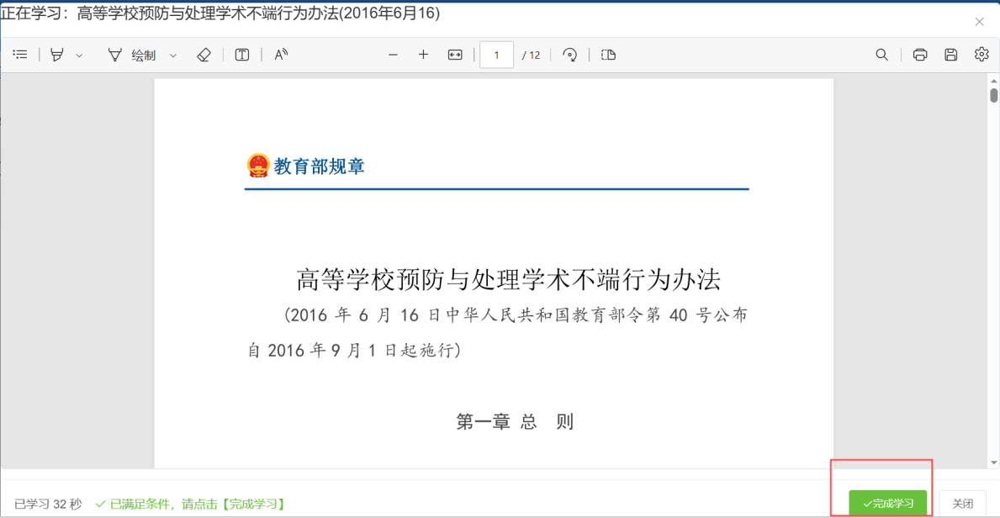 正在学习：高等学校预防与处理学术不端行为办法(2016年6月16)
绘制
1 / 12
教育部规章
高等学校预防与处理学术不端行为办法
(2016 年 6 月 16 日中华人民共和国教育部令第 40 号公布
自 2016 年 9 月 1 日起施行)
第一章 总 则
已学习 32 秒 已满足条件，请点击【完成学习】 完成学习 关闭